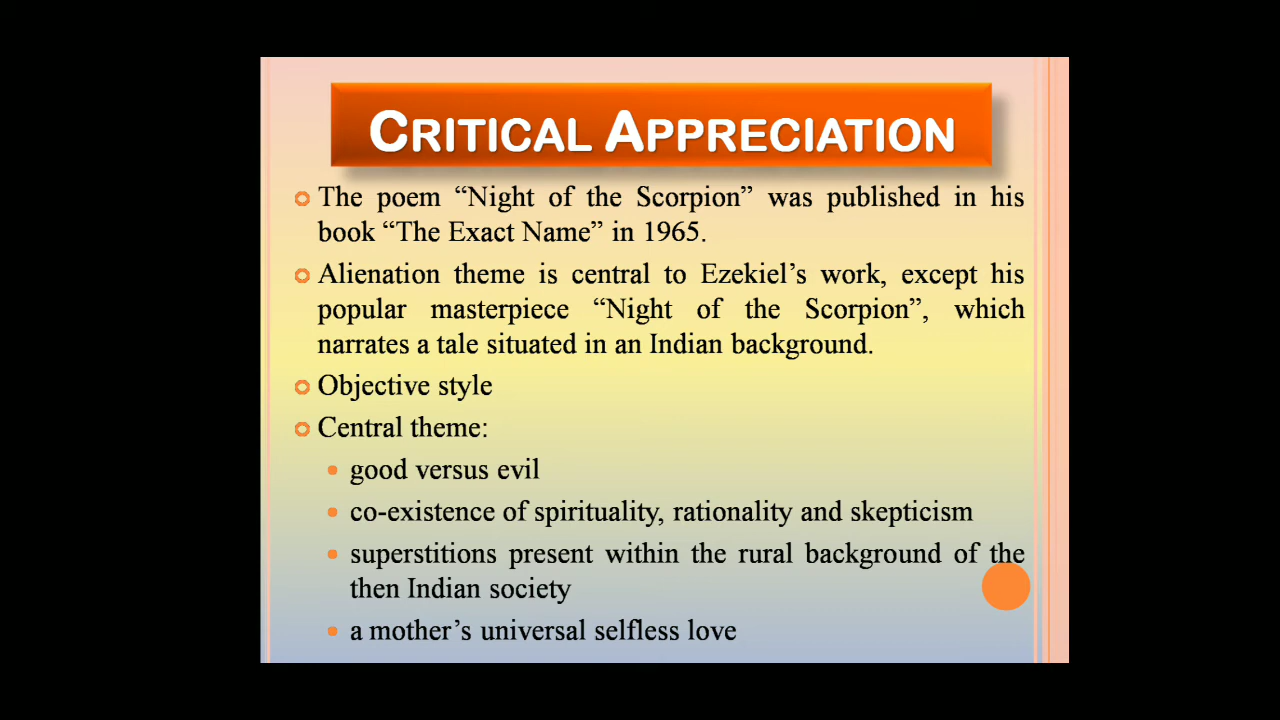 CRITICAL APPRECIATION
The poem “Night of the Scorpion” was published in his
book “The Exact Name” in 1965.
Alienation theme is central to Ezekiel’s work, except his
popular masterpiece “Night of the Scorpion”, which
narrates a tale situated in an Indian background.
Objective style
Central theme:
good versus evil
co-existence of spirituality, rationality and skepticism
superstitions present within the rural background of the
then Indian society
a mother’s universal selfless love